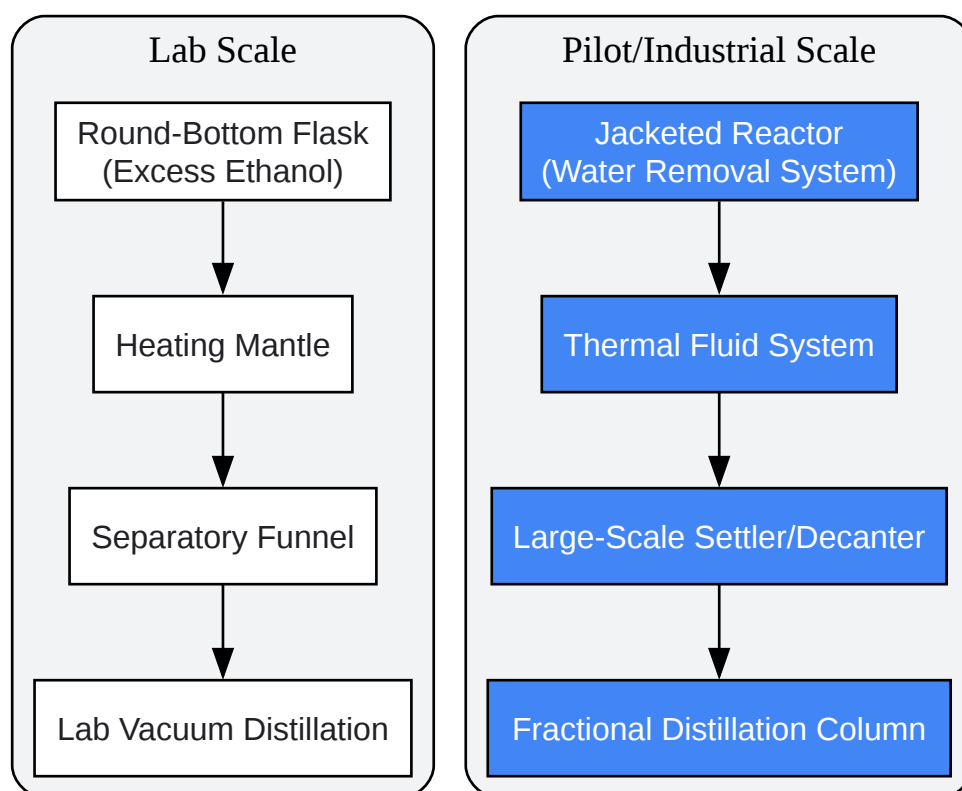 Lab Scale
Round-Bottom Flask
(Excess Ethanol)
Heating Mantle
Separatory Funnel
Lab Vacuum Distillation
Pilot/Industrial Scale
Jacketed Reactor
(Water Removal System)
Thermal Fluid System
Large-Scale Settler/Decanter
Fractional Distillation Column